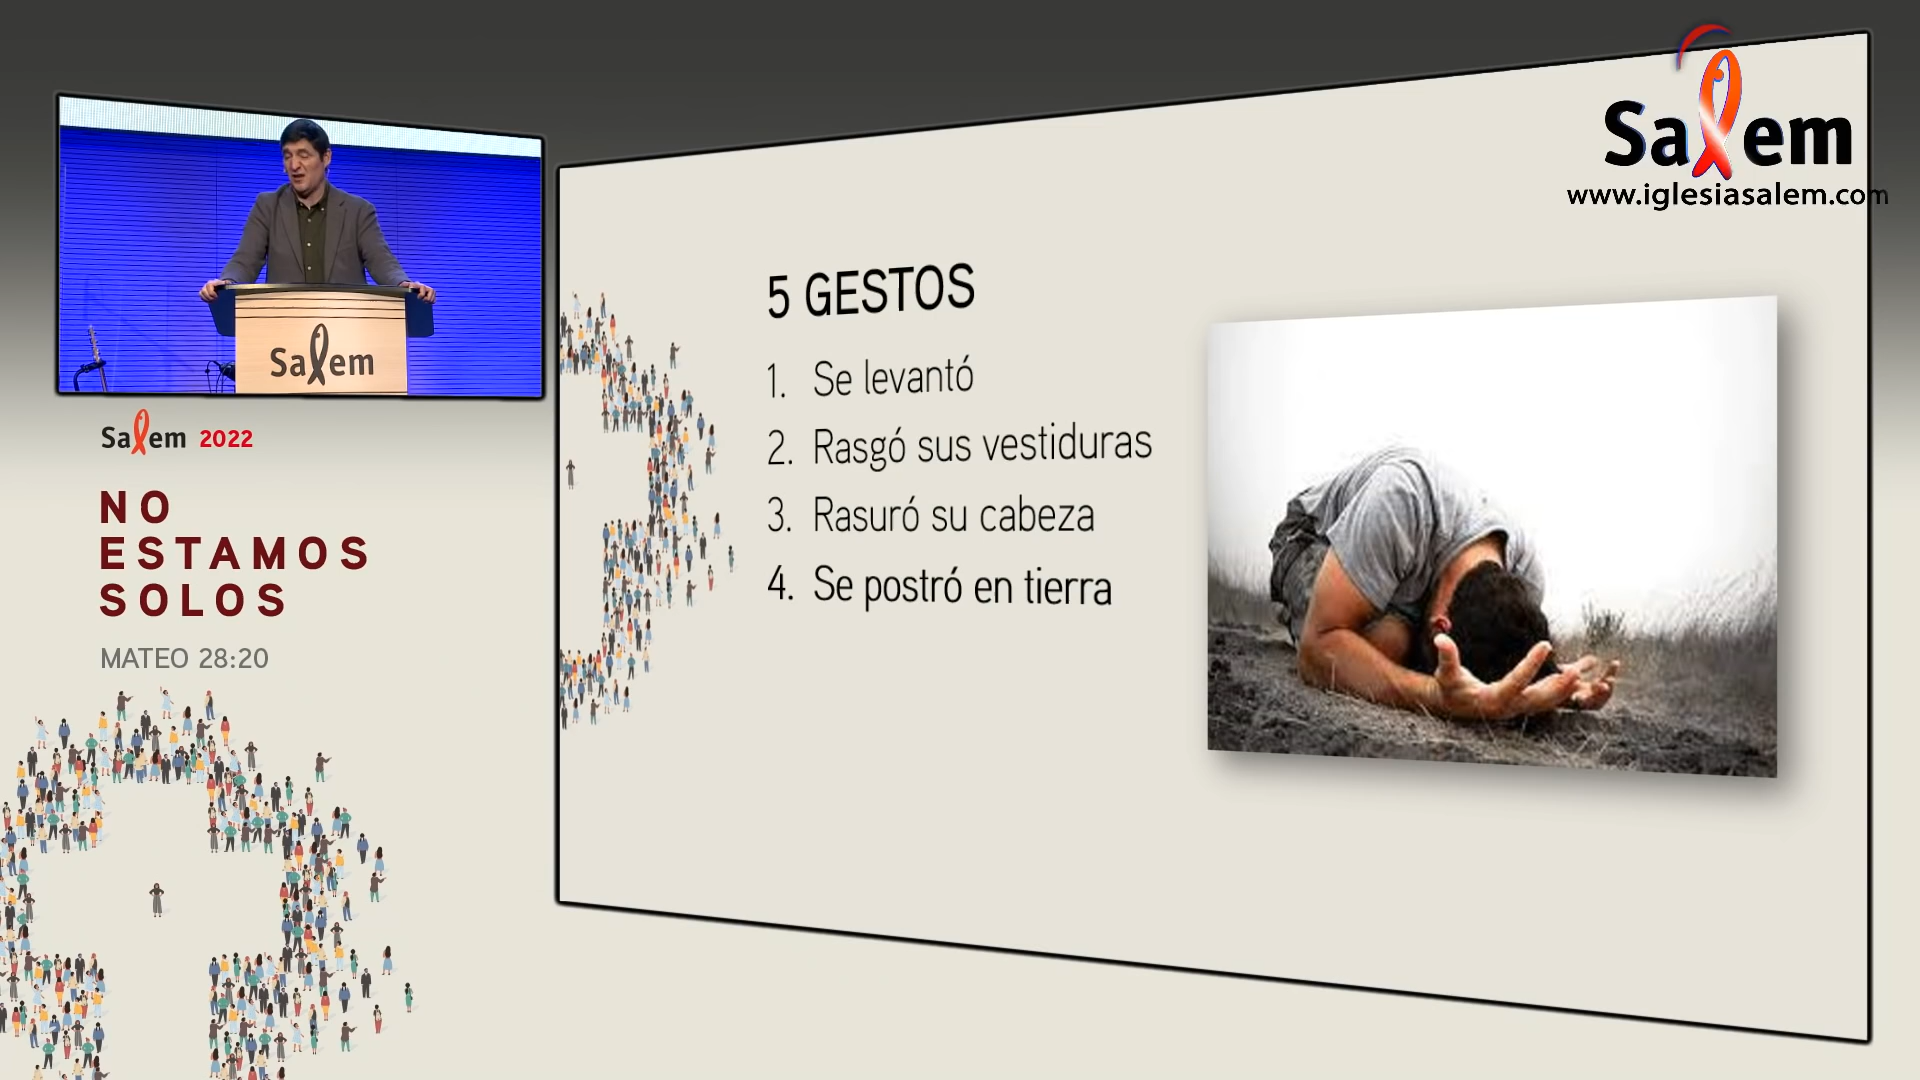 Salem
www.iglesiasalem.com
Salem
Salem 2022
NO
ESTAMOS
SOLOS
MATEO 28:20
5 GESTOS
1. Se levantó
2. Rasgó sus vestiduras
3. Rasuró su cabeza
4. Se postró en tierra